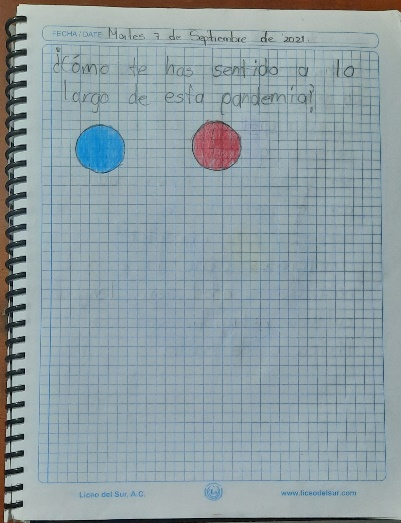 FECHA/DATE: Martes 7 de Septiembre de 2021.
¿Cómo te has sentido a lo
largo de esta pandemia?
Liceo del Sur, A.C. www.liceodelsur.com